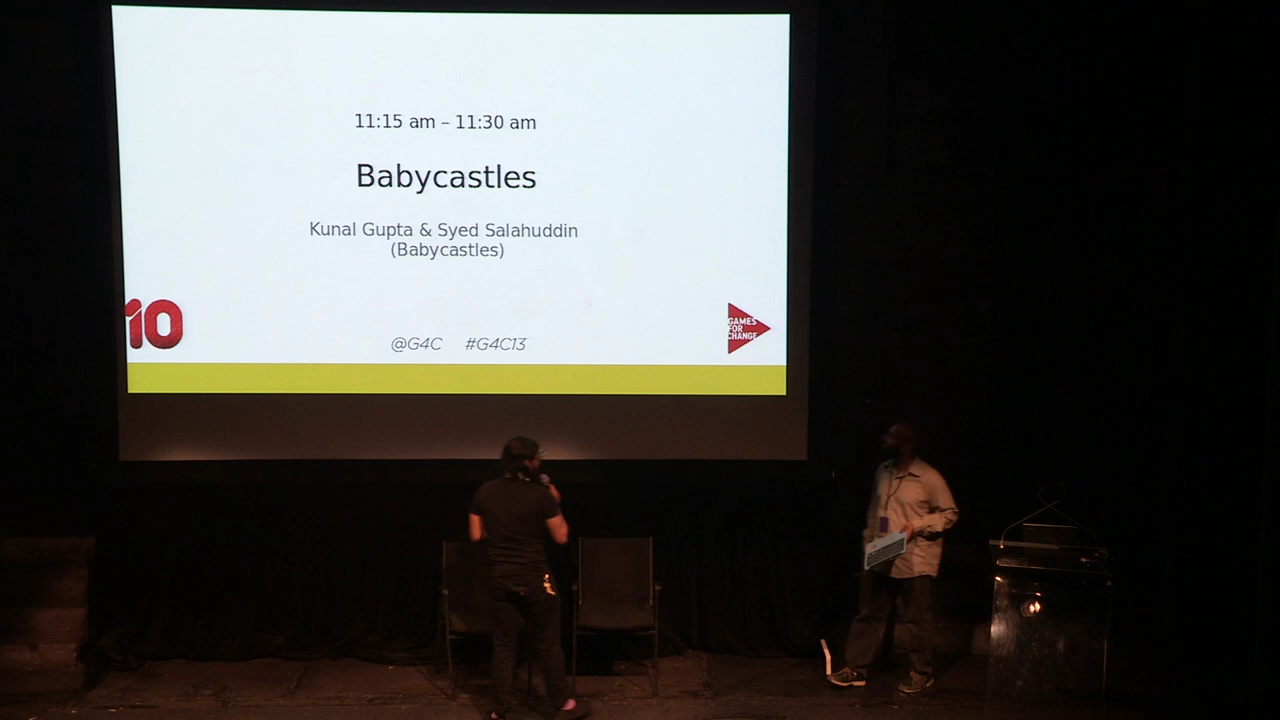 11:15 am – 11:30 am
Babycastles
Kunal Gupta & Syed Salahuddin
(Babycastles)
10
@G4C #G4C13
GAMES
FOR
CHANGE